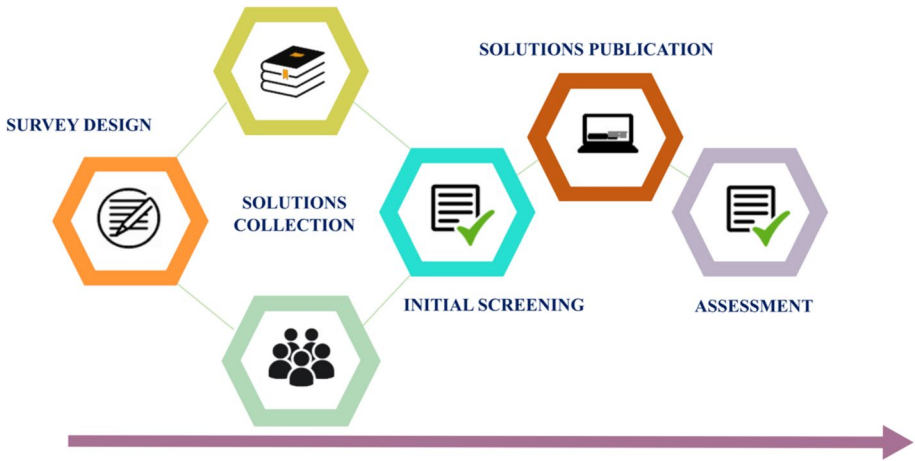 SOLUTIONS PUBLICATION
SURVEY DESIGN
SOLUTIONS
COLLECTION
INITIAL SCREENING
ASSESSMENT